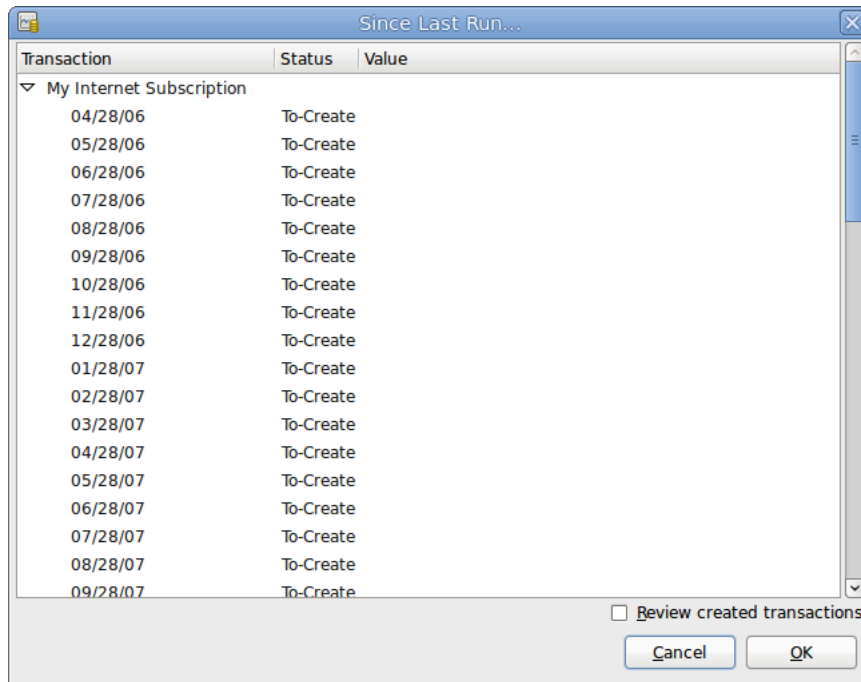 Since Last Run...
Transaction Status Value
My Internet Subscription
04/28/06 To-Create
05/28/06 To-Create
06/28/06 To-Create
07/28/06 To-Create
08/28/06 To-Create
09/28/06 To-Create
10/28/06 To-Create
11/28/06 To-Create
12/28/06 To-Create
01/28/07 To-Create
02/28/07 To-Create
03/28/07 To-Create
04/28/07 To-Create
05/28/07 To-Create
06/28/07 To-Create
07/28/07 To-Create
08/28/07 To-Create
09/28/07 To-Create
Review created transactions
Cancel OK